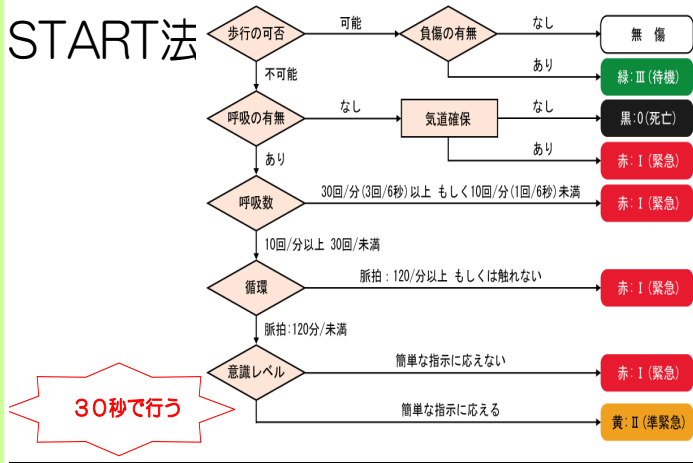 START法
歩行の可否
可能
負傷の有無
なし
無 傷
あり
緑:Ⅲ(待機)
不可能
呼吸の有無
なし
気道確保
なし
黒:0(死亡)
あり
赤:Ⅰ(緊急)
あり
呼吸数
30回/分(3回/6秒)以上 もしく10回/分(1回/6秒)未満
赤:Ⅰ(緊急)
10回/分以上 30回/未満
循環
脈拍:120/分以上 もしくは触れない
赤:Ⅰ(緊急)
脈拍:120分/未満
意識レベル
簡単な指示に応えない
赤:Ⅰ(緊急)
簡単な指示に応える
黄:Ⅱ(準緊急)
30秒で行う